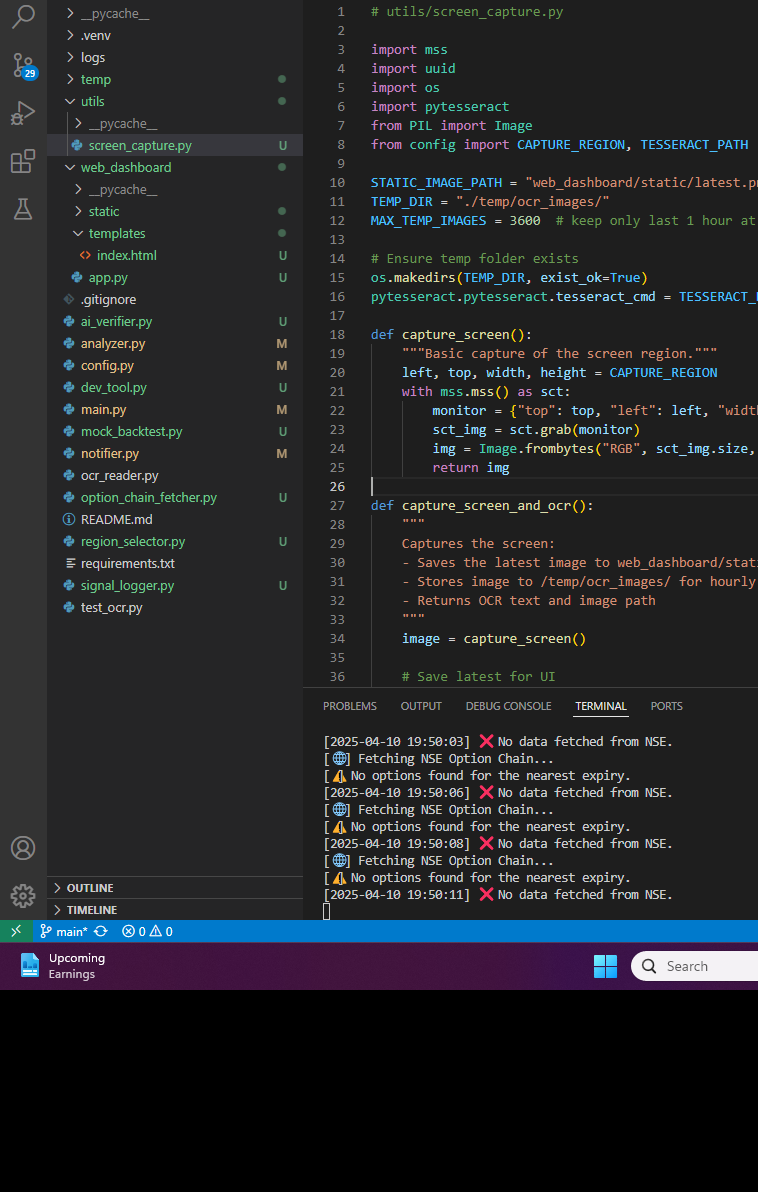 __pycache__
.venv
logs
temp
utils
__pycache__
screen_capture.py U
web_dashboard
__pycache__
static
templates
index.html U
app.py U
.gitignore
ai_verifier.py U
analyzer.py M
config.py M
dev_tool.py U
main.py M
mock_backtest.py U
notifier.py M
ocr_reader.py
option_chain_fetcher.py U
README.md
region_selector.py U
requirements.txt
signal_logger.py U
test_ocr.py
OUTLINE
TIMELINE
29
1 # utils/screen_capture.py
2
3 import mss
4 import uuid
5 import os
6 import pytesseract
7 from PIL import Image
8 from config import CAPTURE_REGION, TESSERACT_PATH
9
10 STATIC_IMAGE_PATH = "web_dashboard/static/latest.pn
11 TEMP_DIR = "./temp/ocr_images/"
12 MAX_TEMP_IMAGES = 3600  # keep only last 1 hour at
13
14 # Ensure temp folder exists
15 os.makedirs(TEMP_DIR, exist_ok=True)
16 pytesseract.pytesseract.tesseract_cmd = TESSERACT_
17
18 def capture_screen():
19 """Basic capture of the screen region."""
20 left, top, width, height = CAPTURE_REGION
21 with mss.mss() as sct:
22 monitor = {"top": top, "left": left, "widt
23 sct_img = sct.grab(monitor)
24 img = Image.frombytes("RGB", sct_img.size,
25 return img
26
27 def capture_screen_and_ocr():
28 """
29 Captures the screen:
30 - Saves the latest image to web_dashboard/stat
31 - Stores image to /temp/ocr_images/ for hourly
32 - Returns OCR text and image path
33 """
34 image = capture_screen()
35
36 # Save latest for UI
PROBLEMS OUTPUT DEBUG CONSOLE TERMINAL PORTS
[2025-04-10 19:50:03] ❌ No data fetched from NSE.
[🌐] Fetching NSE Option Chain...
[⚠️] No options found for the nearest expiry.
[2025-04-10 19:50:06] ❌ No data fetched from NSE.
[🌐] Fetching NSE Option Chain...
[⚠️] No options found for the nearest expiry.
[2025-04-10 19:50:08] ❌ No data fetched from NSE.
[🌐] Fetching NSE Option Chain...
[⚠️] No options found for the nearest expiry.
[2025-04-10 19:50:11] ❌ No data fetched from NSE.
main* 0 0
Upcoming
Earnings
Search